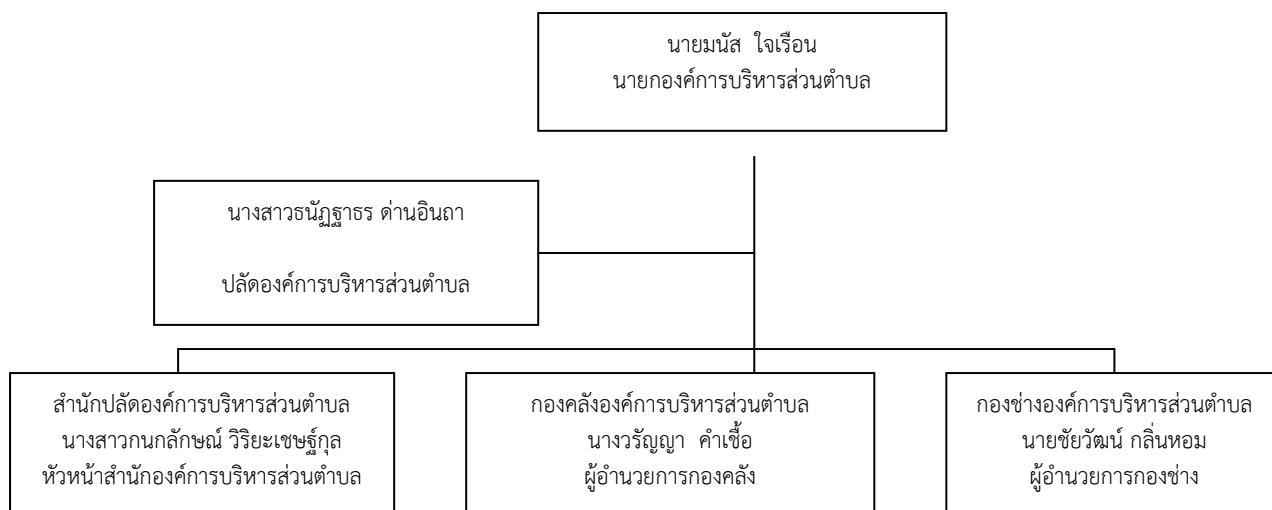 นายมนัส ใจเรือน
นายกองค์การบริหารส่วนตำบล
นางสาวธนัฏฐาธร ด่านอินถา
ปลัดองค์การบริหารส่วนตำบล
สำนักปลัดองค์การบริหารส่วนตำบล
นางสาวกนกลักษณ์ วิริยะเชษฐ์กุล
หัวหน้าสำนักองค์การบริหารส่วนตำบล
กองคลังองค์การบริหารส่วนตำบล
นางวรัญญา คำเชื้อ
ผู้อำนวยการกองคลัง
กองช่างองค์การบริหารส่วนตำบล
นายชัยวัฒน์ กลิ่นหอม
ผู้อำนวยการกองช่าง